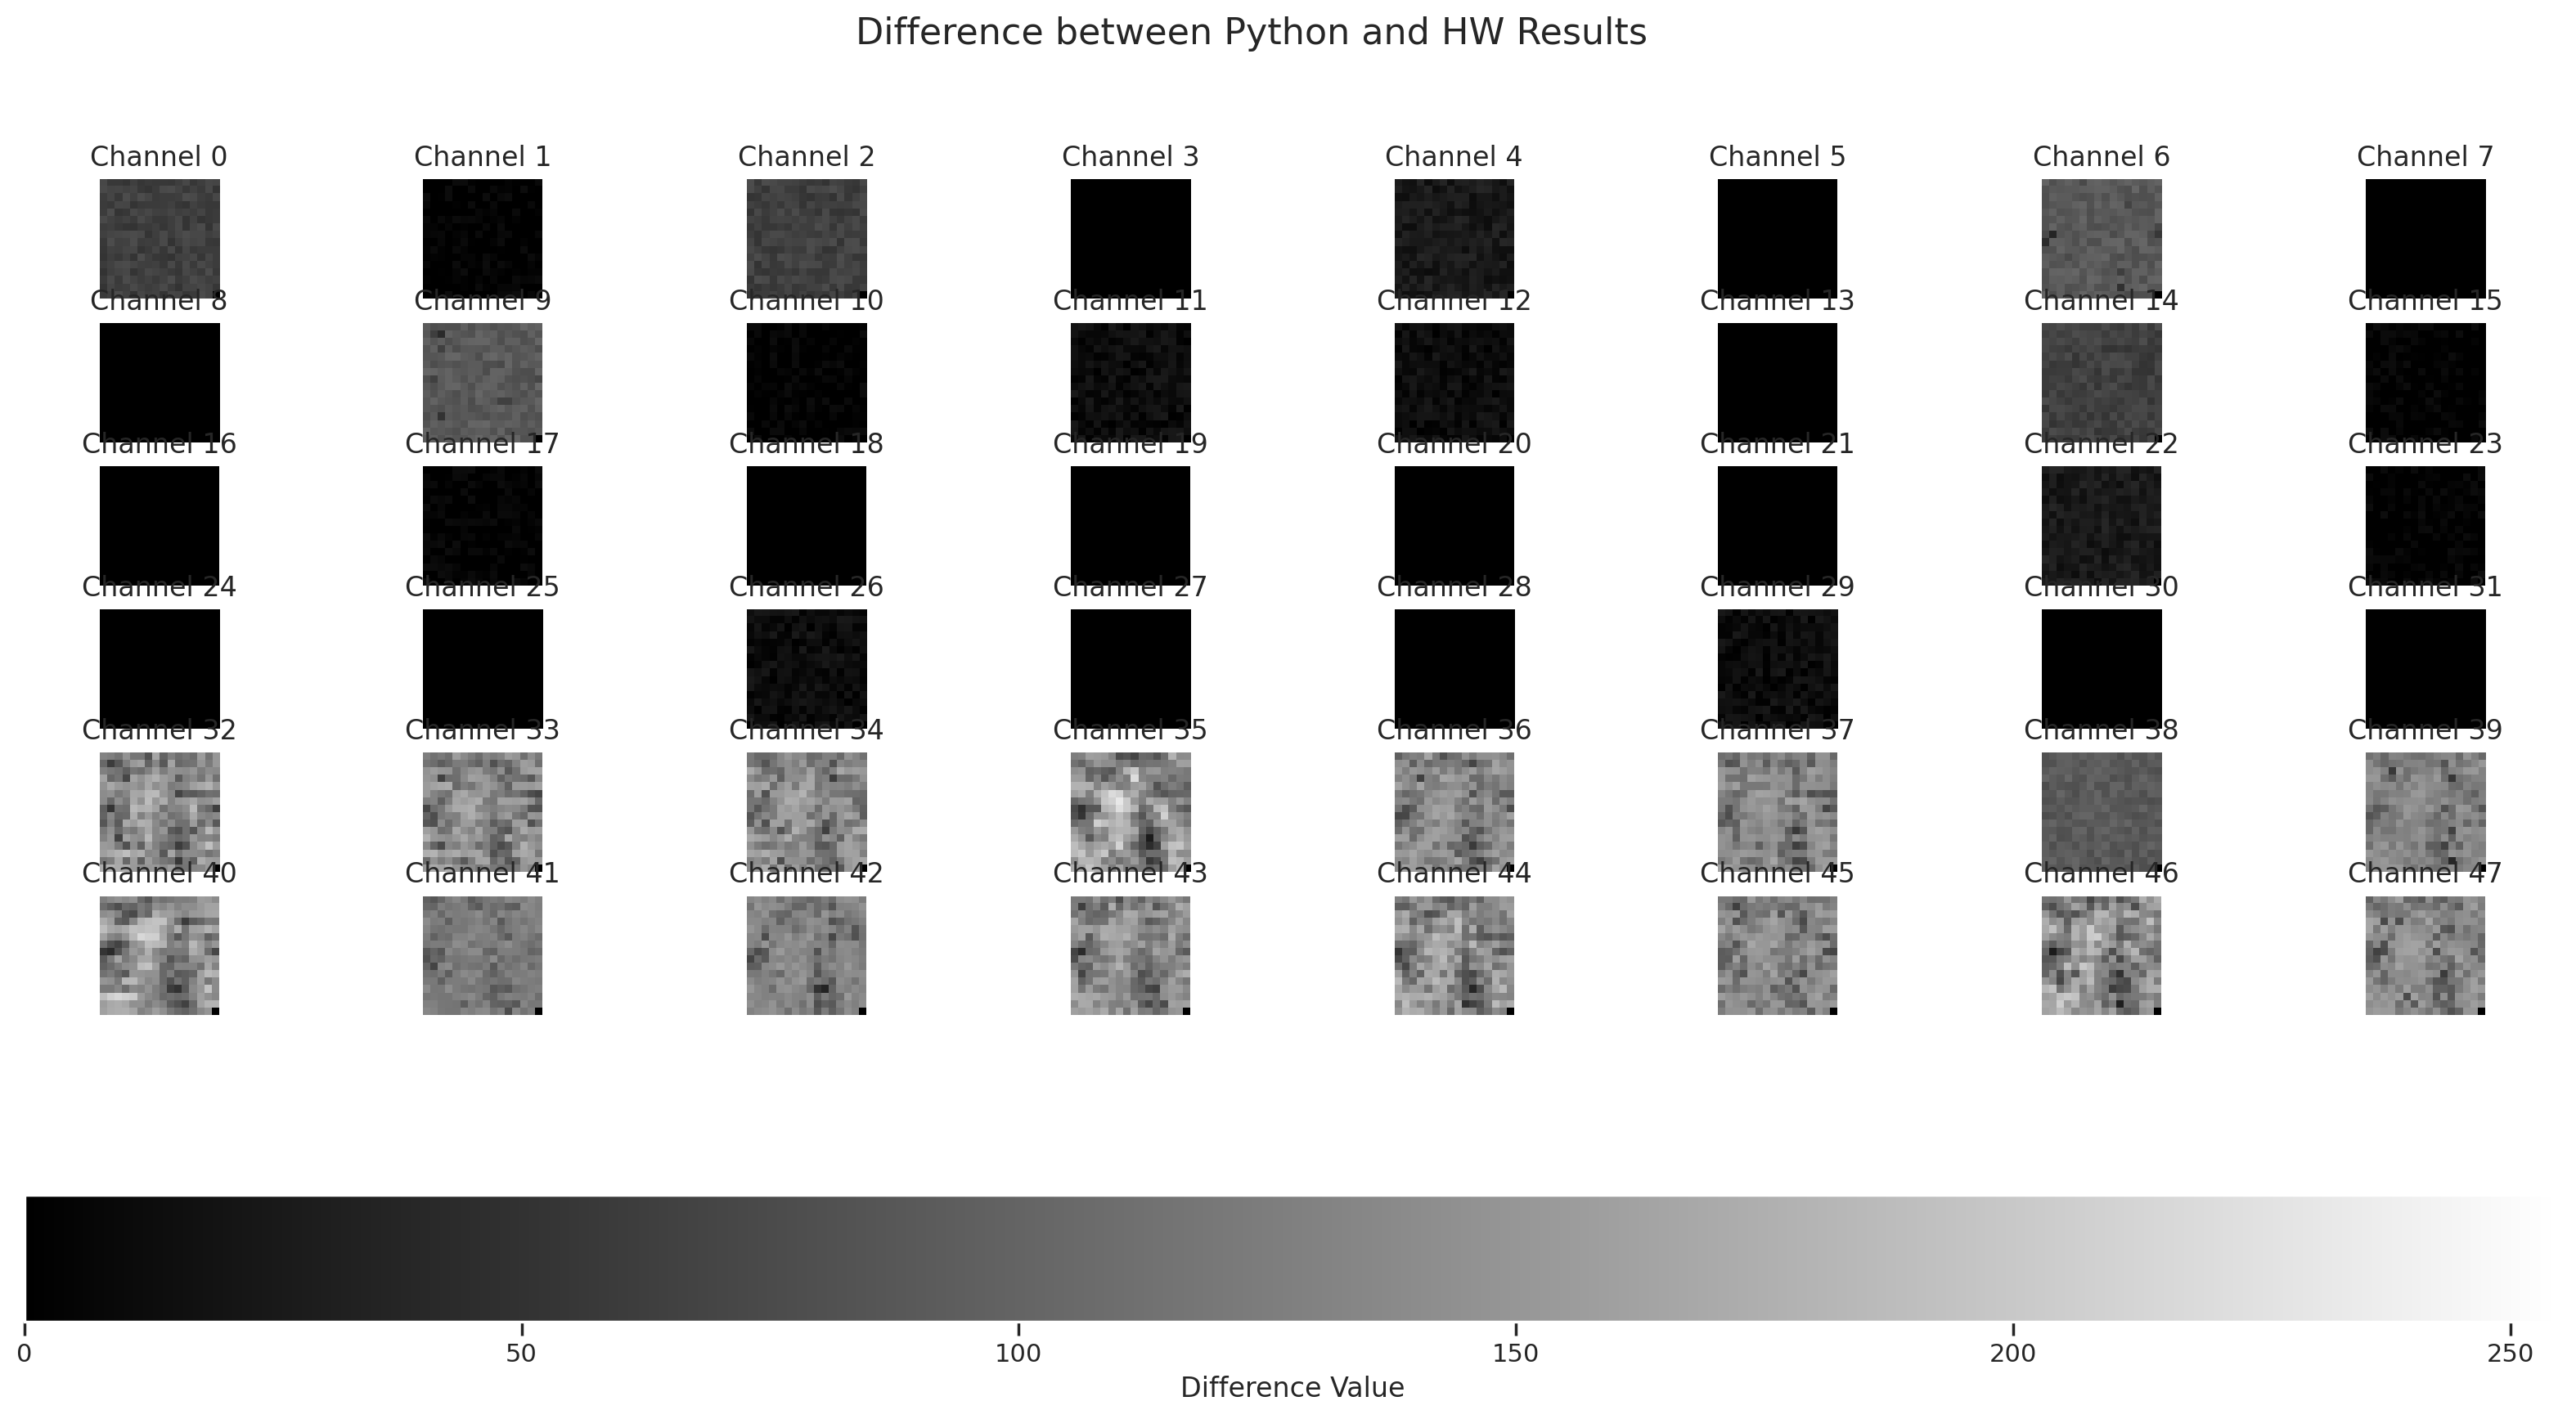 Difference between Python and HW Results
Channel 0 Channel 1 Channel 2 Channel 3 Channel 4 Channel 5 Channel 6 Channel 7
Channel 8 Channel 9 Channel 10 Channel 11 Channel 12 Channel 13 Channel 14 Channel 15
Channel 16 Channel 17 Channel 18 Channel 19 Channel 20 Channel 21 Channel 22 Channel 23
Channel 24 Channel 25 Channel 26 Channel 27 Channel 28 Channel 29 Channel 30 Channel 31
Channel 32 Channel 33 Channel 34 Channel 35 Channel 36 Channel 37 Channel 38 Channel 39
Channel 40 Channel 41 Channel 42 Channel 43 Channel 44 Channel 45 Channel 46 Channel 47
0 50 100 150 200 250
Difference Value